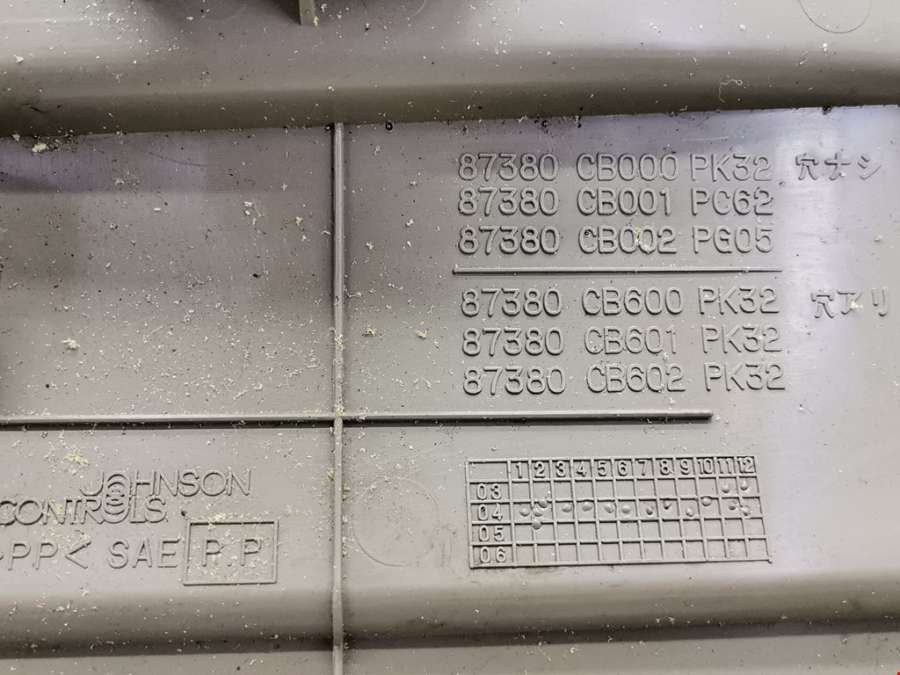 87380 CB000 PK32 穴ナシ
87380 CB001 PC62
87380 CB002 PG05
87380 CB600 PK32 穴アリ
87380 CB601 PK32
87380 CB602 PK32
JOHNSON
CONTROLS
>PP< SAE P.P
1 2 3 4 5 6 7 8 9 10 11 12
03
04
05
06